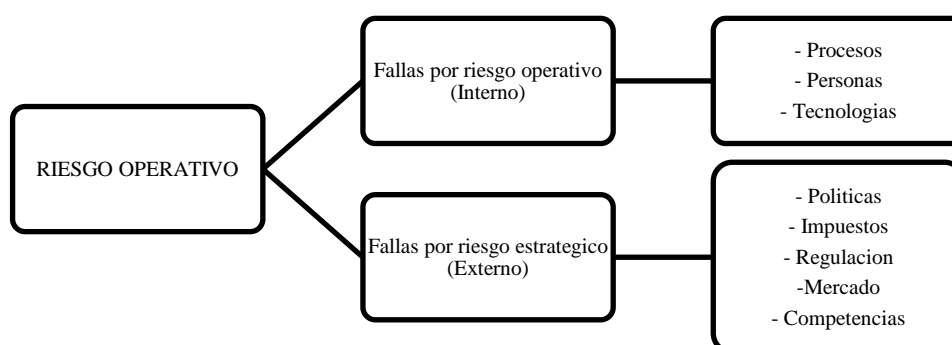 RIESGO OPERATIVO
Fallas por riesgo operativo
(Interno)
- Procesos
- Personas
- Tecnologias
Fallas por riesgo estrategico
(Externo)
- Politicas
- Impuestos
- Regulacion
-Mercado
- Competencias